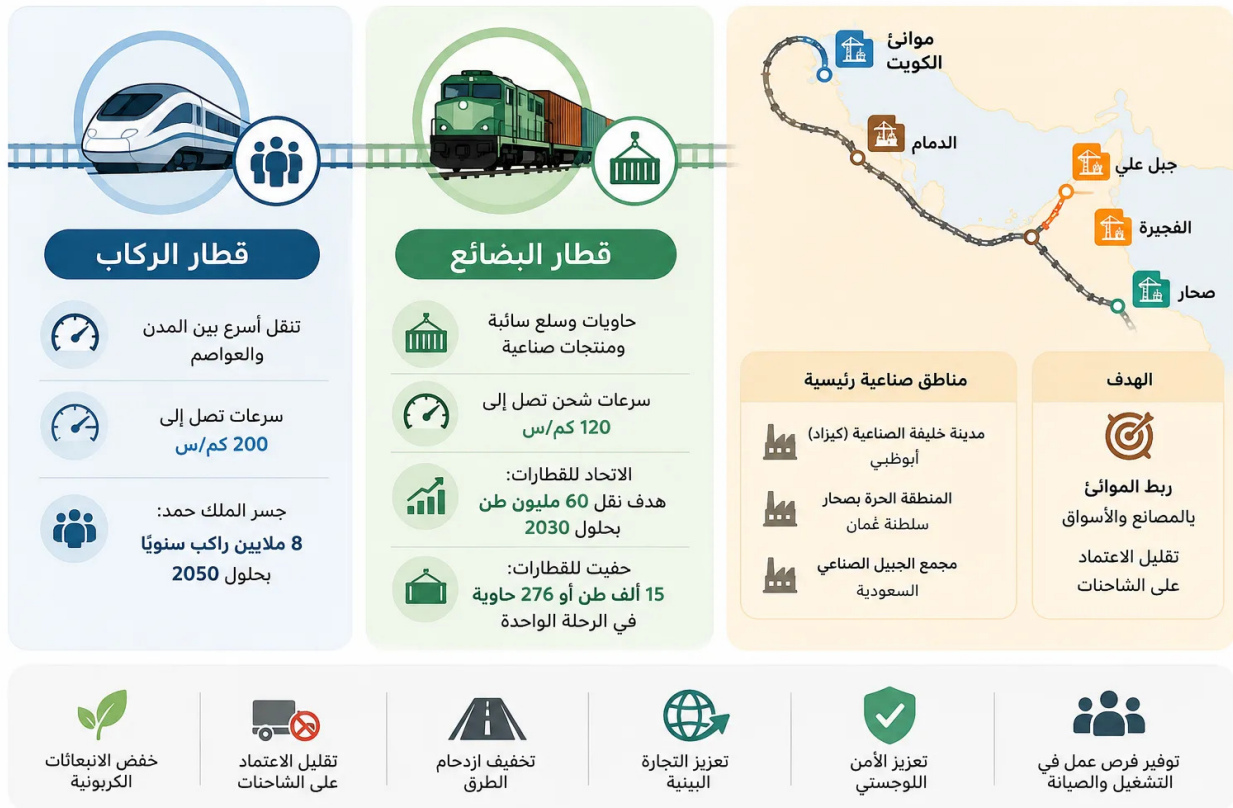 موانئ
الكويت
الدمام
جبل علي
الفجيرة
صحار
قطار البضائع
حاويات وسلع سائبة
ومنتجات صناعية
سرعات شحن تصل إلى
120 كم/س
الاتحاد للقطارات:
هدف نقل 60 مليون طن
بحلول 2030
حفيت للقطارات:
15 ألف طن أو 276 حاوية
في الرحلة الواحدة
قطار الركاب
تنقل أسرع بين المدن
والعواصم
سرعات تصل إلى
200 كم/س
جسر الملك حمد:
8 ملايين راكب سنويًا
بحلول 2050
الهدف
ربط الموائئ
يالمصانع والأسواق
تقليل الاعتماد
على الشاحنات
مناطق صناعية رئيسية
مدينة خليفة الصناعية (كيزاد)
أبوظبي
المنطقة الحرة بصحار
سلطنة عُمان
مجمع الجبيل الصناعي
السعودية
توفير فرص عمل في
التشغيل والصيانة
تعزيز الأمن
اللوجستي
تعزيز التجارة
البينية
تخفيف ازدحام
الطرق
تقليل الاعتماد
على الشاحنات
خفض الانبعاثات
الكربونية